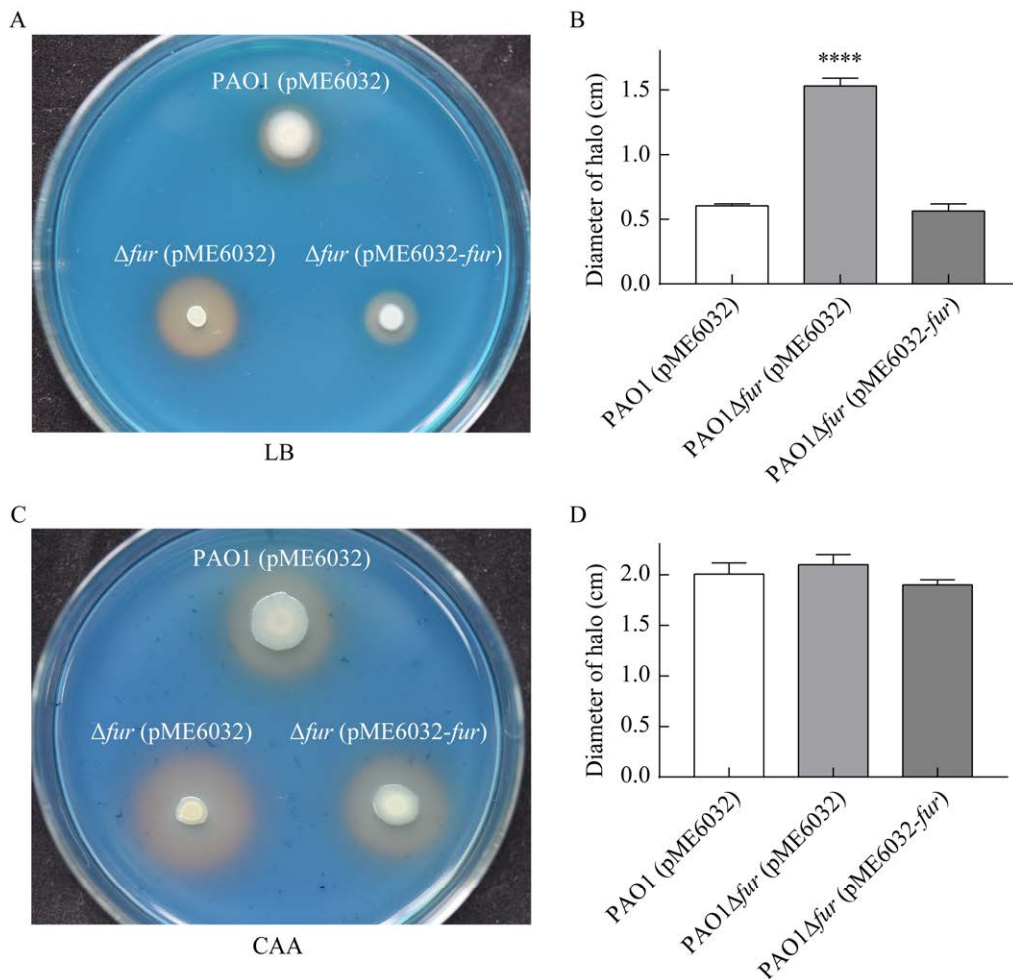 A
PAO1 (pME6032)
Δfur (pME6032)
Δfur (pME6032-fur)
LB
B
****
Diameter of halo (cm)
1.5
1.0
0.5
0.0
PAO1 (pME6032)
PAO1Δfur (pME6032)
PAO1Δfur (pME6032-fur)
C
PAO1 (pME6032)
Δfur (pME6032)
Δfur (pME6032-fur)
CAA
D
Diameter of halo (cm)
2.0
1.5
1.0
0.5
0.0
PAO1 (pME6032)
PAO1Δfur (pME6032)
PAO1Δfur (pME6032-fur)